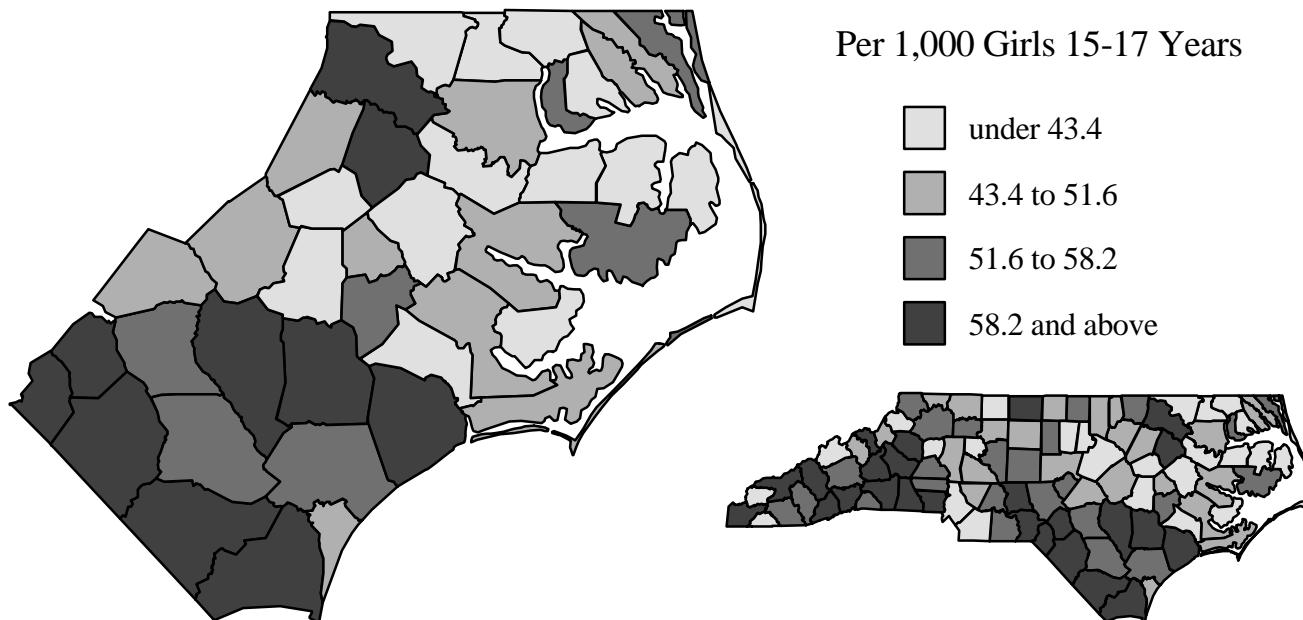 Per 1,000 Girls 15-17 Years
under 43.4
43.4 to 51.6
51.6 to 58.2
58.2 and above